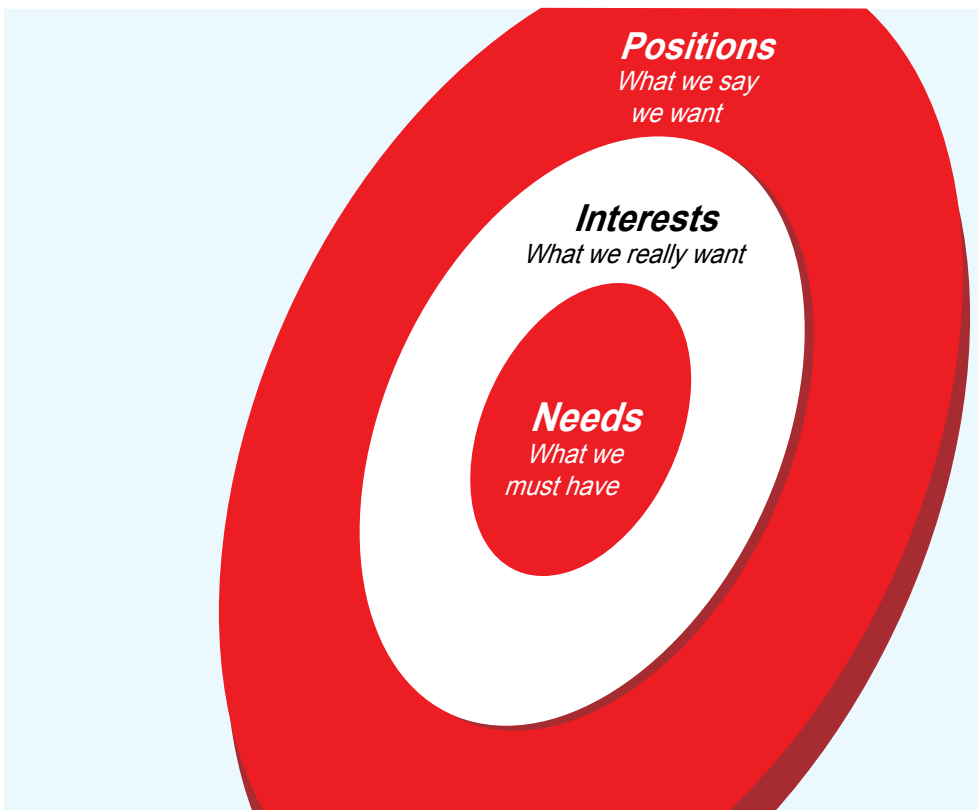 Positions
What we say
we want
Interests
What we really want
Needs
What we
must have